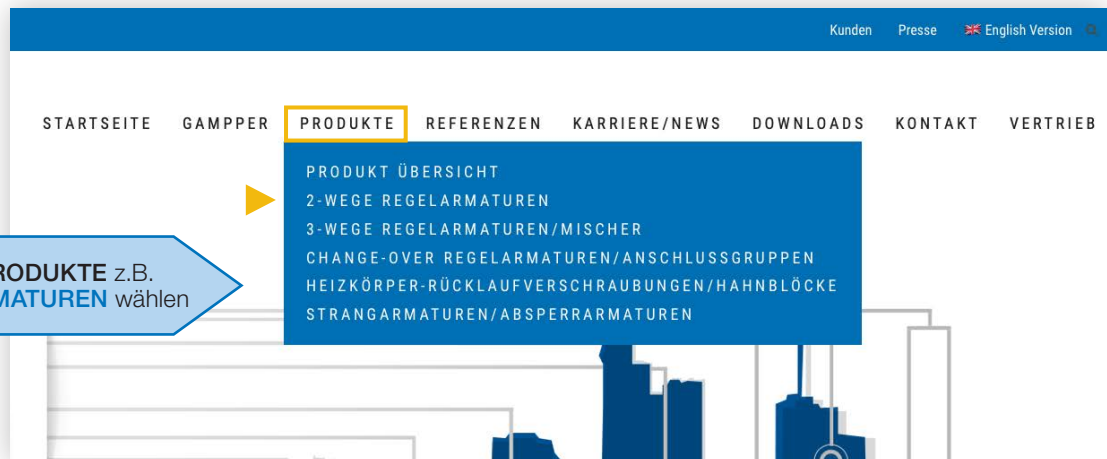 Kunden Presse English Version
STARTSEITE GAMPPER PRODUKTE REFERENZEN KARRIERE/NEWS DOWNLOADS KONTAKT VERTRIEB
PRODUKT ÜBERSICHT
2-WEGE REGELARMATUREN
3-WEGE REGELARMATUREN/MISCHER
CHANGE-OVER REGELARMATUREN/ANSCHLUSSGRUPPEN
HEIZKÖRPER-RÜCKLAUFVERSCHRAUBUNGEN/HAHNBLÖCKE
STRANGARMATUREN/ABSPERRARMATUREN
RODUKTE z.B.
MATUREN wählen